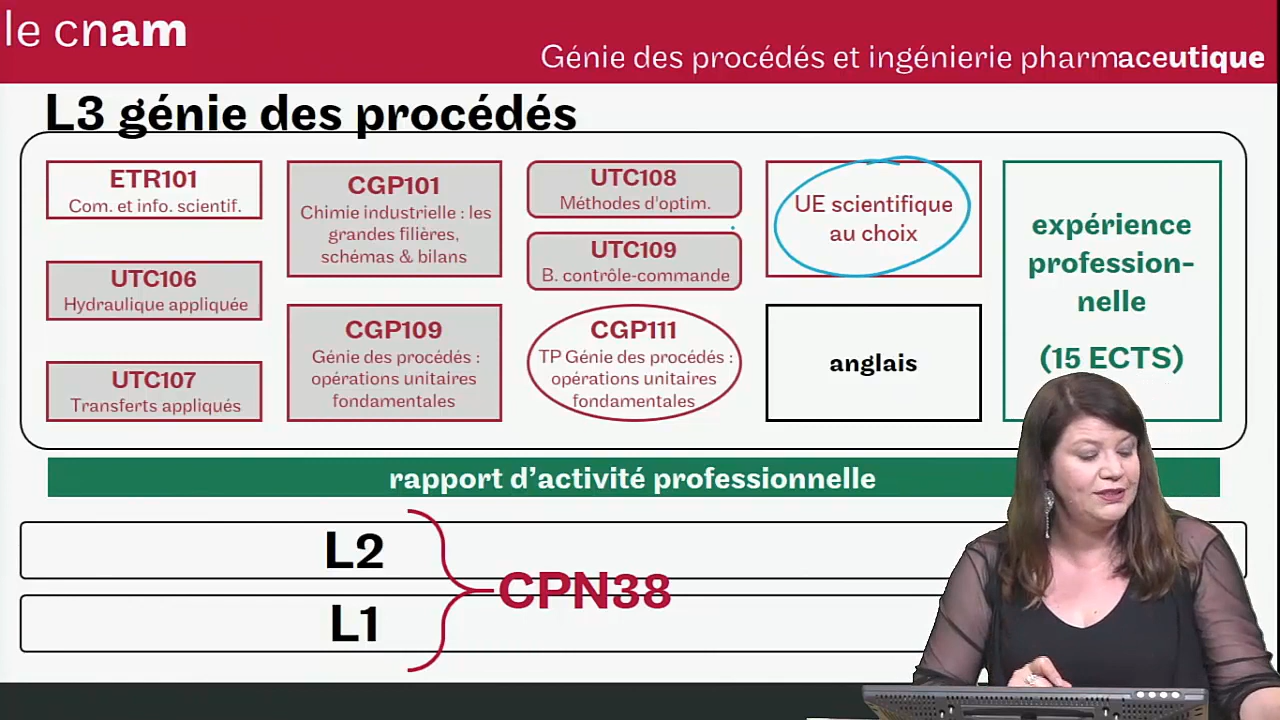 le cnam
Génie des procédés et ingénierie pharmaceutique
L3 génie des procédés
ETR101
Com. et info. scientif.
UTC106
Hydraulique appliquée
UTC107
Transferts appliqués
CGP101
Chimie industrielle : les
grandes filières,
schémas & bilans
CGP109
Génie des procédés :
opérations unitaires
fondamentales
UTC108
Méthodes d'optim.
UTC109
B. contrôle-commande
CGP111
TP Génie des procédés :
opérations unitaires
fondamentales
UE scientifique
au choix
anglais
expérience
profession-
nelle
(15 ECTS)
rapport d’activité professionnelle
L2
CPN38
L1